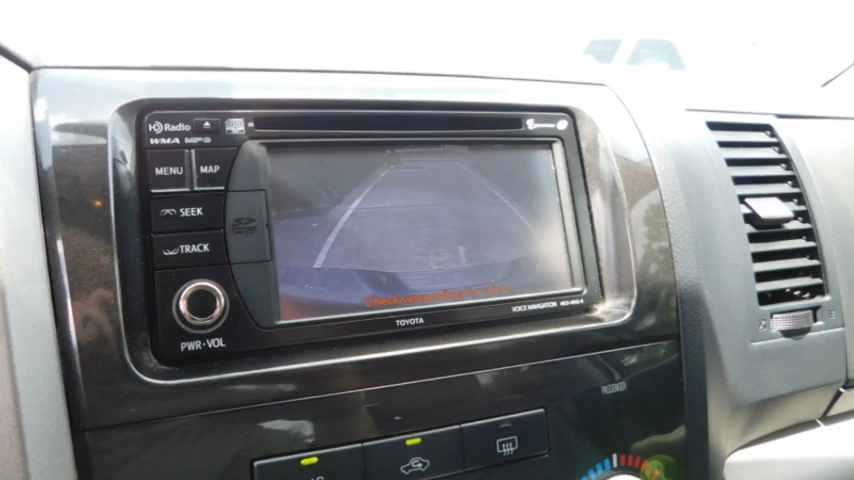 HD Radio
WMA MP3
MENU MAP
SEEK
TRACK
PWR·VOL
Check surroundings for safety
TOYOTA
VOICE NAVIGATION